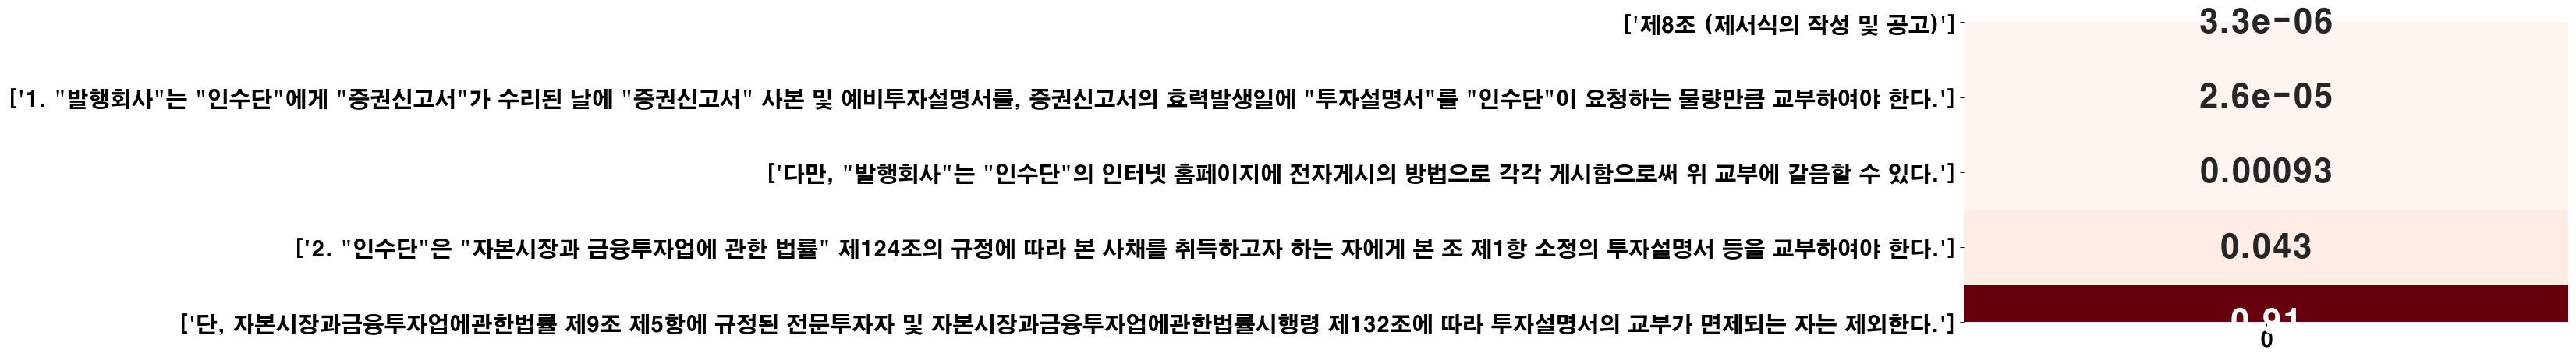 ['제8조 (제서식의 작성 및 공고)'] 3.3e-06
['1. "발행회사"는 "인수단"에게 "증권신고서"가 수리된 날에 "증권신고서" 사본 및 예비투자설명서를, 증권신고서의 효력발생일에 "투자설명서"를 "인수단"이 요청하는 물량만큼 교부하여야 한다.'] 2.6e-05
['다만, "발행회사"는 "인수단"의 인터넷 홈페이지에 전자게시의 방법으로 각각 게시함으로써 위 교부에 갈음할 수 있다.'] 0.00093
['2. "인수단"은 "자본시장과 금융투자업에 관한 법률" 제124조의 규정에 따라 본 사채를 취득하고자 하는 자에게 본 조 제1항 소정의 투자설명서 등을 교부하여야 한다.'] 0.043
['단, 자본시장과금융투자업에관한법률 제9조 제5항에 규정된 전문투자자 및 자본시장과금융투자업에관한법률시행령 제132조에 따라 투자설명서의 교부가 면제되는 자는 제외한다.'] 0.91
0